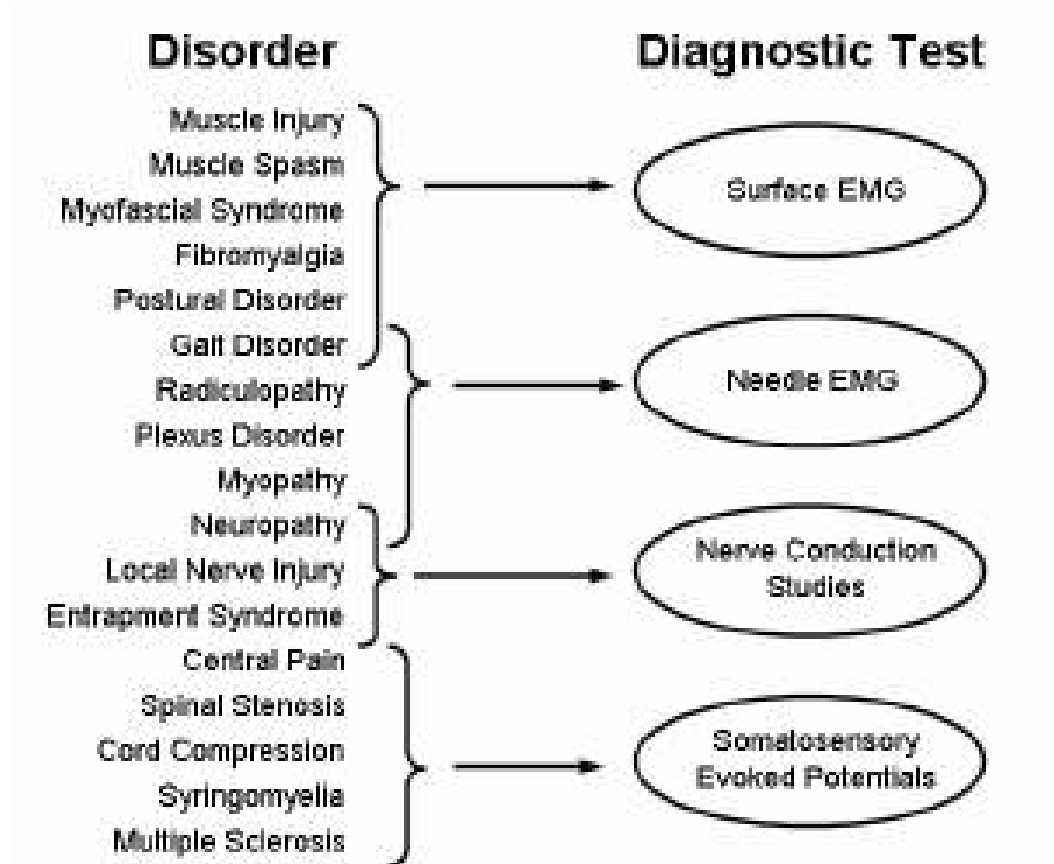 Disorder
Diagnostic Test
Muscle Injury
Muscle Spasm
Myofascial Syndrome
Fibromyalgia
Postural Disorder
Gait Disorder
Radiculopathy
Plexus Disorder
Myopathy
Neuropathy
Local Nerve Injury
Entrapment Syndrome
Central Pain
Spinal Stenosis
Cord Compression
Syringomyelia
Multiple Sclerosis
Surface EMG
Needle EMG
Nerve Conduction
Studies
Somatosensory
Evoked Potentials